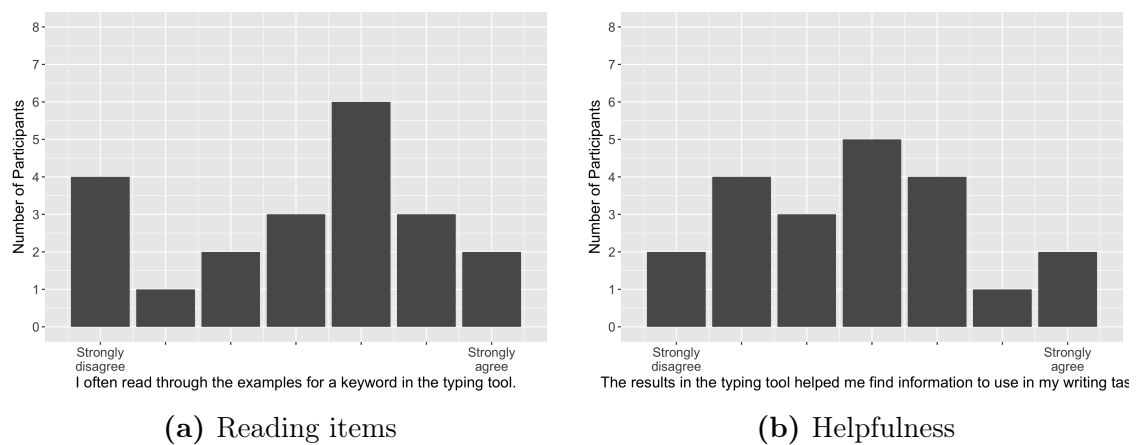 8
7
6
5
4
3
2
1
0
Number of Participants
Strongly
disagree
Strongly
agree
I often read through the examples for a keyword in the typing tool.
(a) Reading items
8
7
6
5
4
3
2
1
0
Number of Participants
Strongly
disagree
Strongly
agree
The results in the typing tool helped me find information to use in my writing tas
(b) Helpfulness